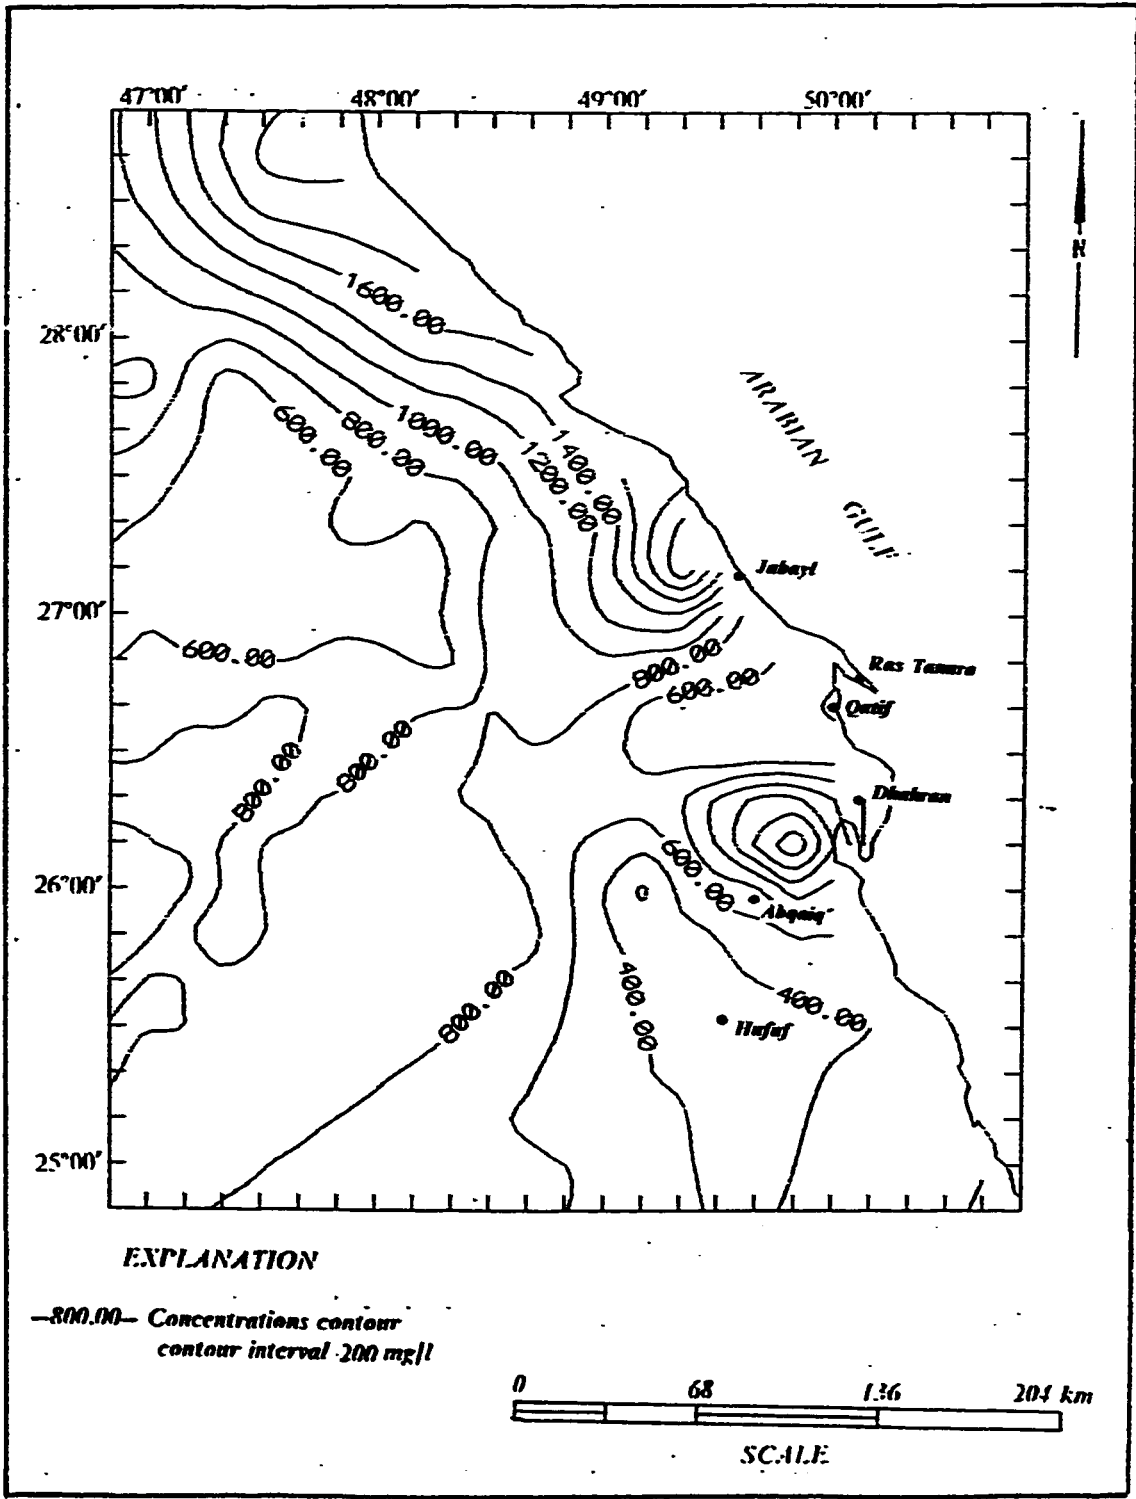 47°00' 48°00' 49°00' 50°00'
N
1600.00
28°00'
ARABIAN GULF
600.00 800.00 1000.00 1200.00 1400.00
Jubayl
27°00'
600.00
800.00
600.00
Ras Tanura
Qatif
800.00
800.00
Dhahran
600.00
26°00'
Abqaiq
400.00
800.00
400.00
Hufuf
25°00'
EXPLANATION
—800.00— Concentrations contour
contour interval 200 mg/l
0 68 136 204 km
SCALE